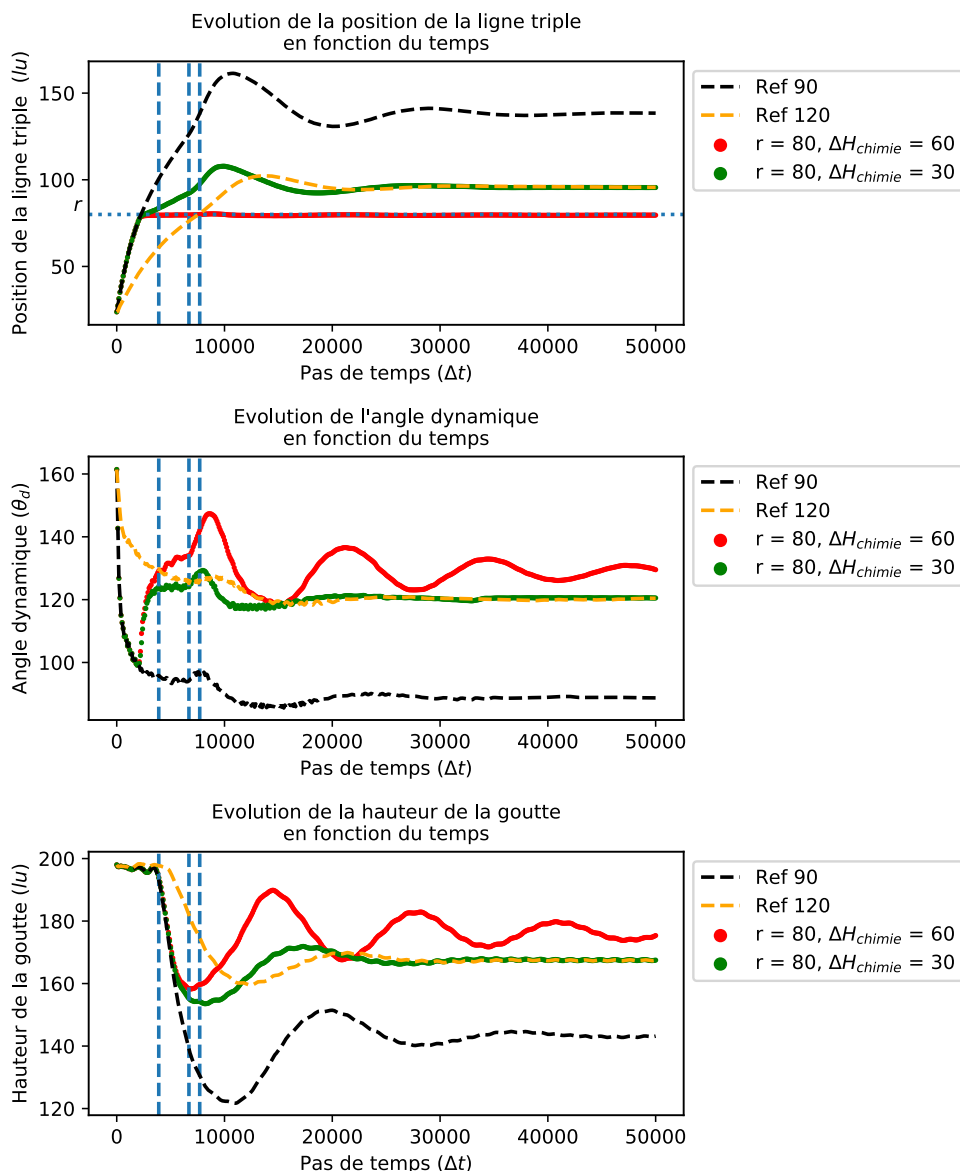 Evolution de la position de la ligne triple
en fonction du temps
Position de la ligne triple (lu)
150
100
r
50
0 10000 20000 30000 40000 50000
Pas de temps (Δt)
Ref 90
Ref 120
r = 80, ΔH_chimie = 60
r = 80, ΔH_chimie = 30
Evolution de l'angle dynamique
en fonction du temps
Angle dynamique (θ_d)
160
140
120
100
0 10000 20000 30000 40000 50000
Pas de temps (Δt)
Ref 90
Ref 120
r = 80, ΔH_chimie = 60
r = 80, ΔH_chimie = 30
Evolution de la hauteur de la goutte
en fonction du temps
Hauteur de la goutte (lu)
200
180
160
140
120
0 10000 20000 30000 40000 50000
Pas de temps (Δt)
Ref 90
Ref 120
r = 80, ΔH_chimie = 60
r = 80, ΔH_chimie = 30